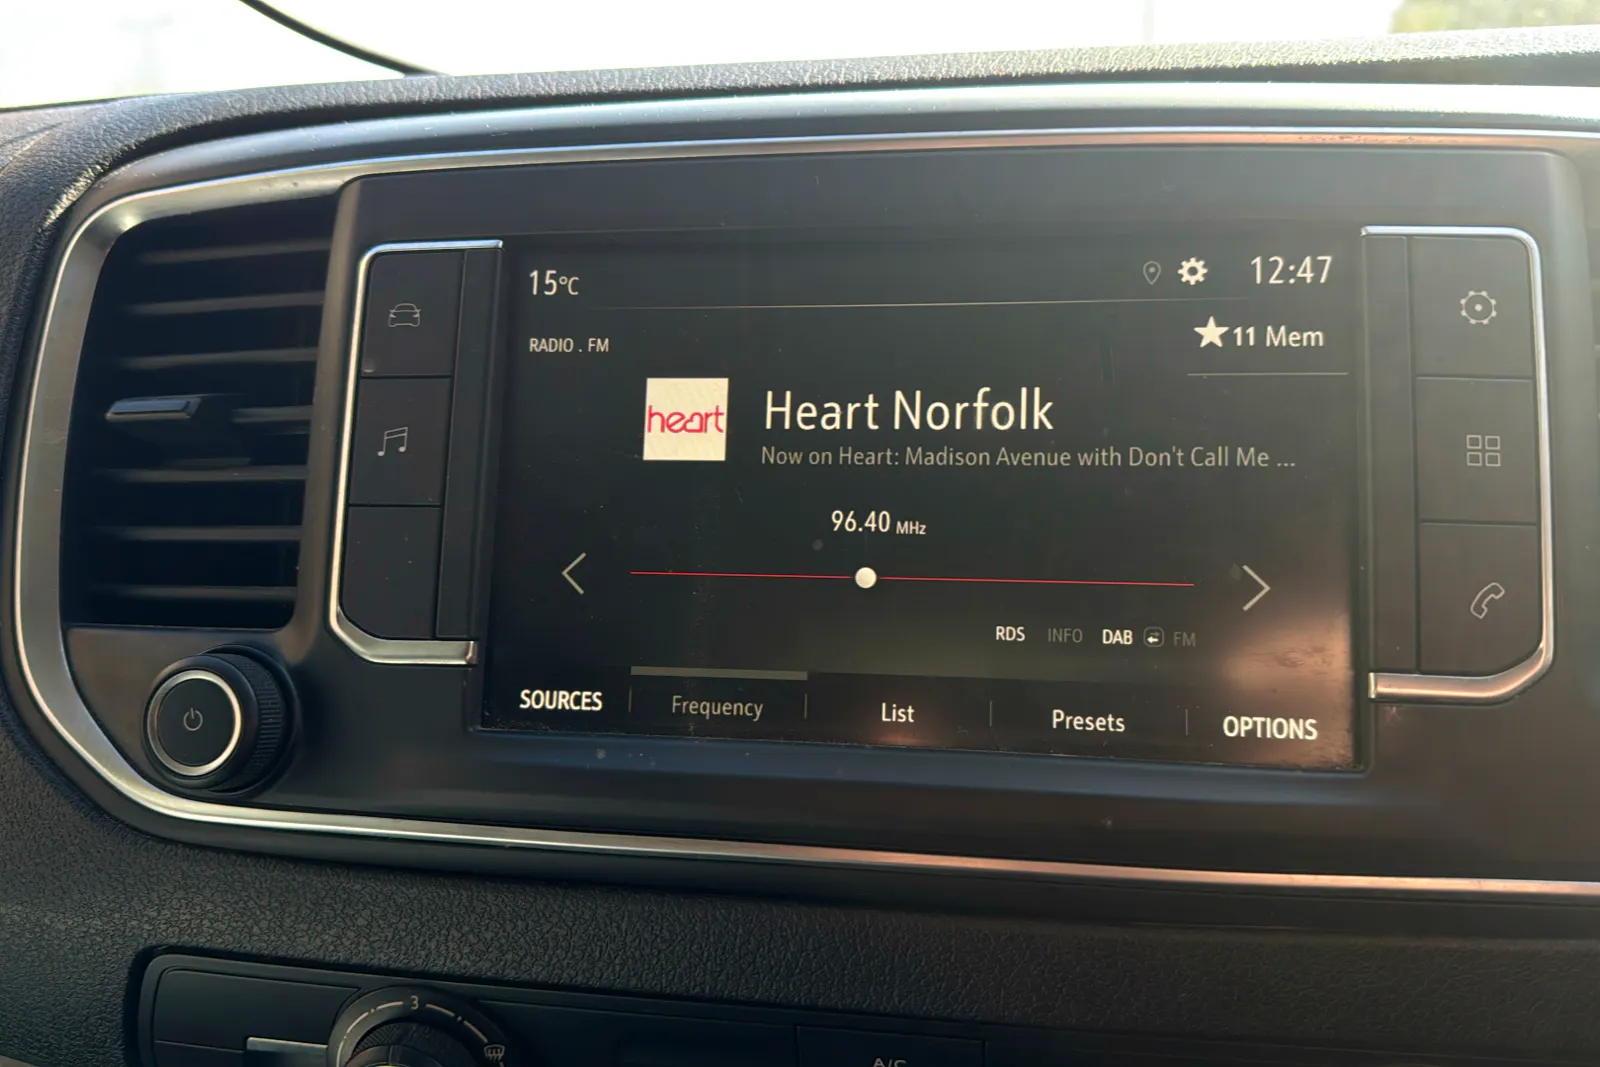 15°C
12:47
RADIO . FM
★11 Mem
heart
Heart Norfolk
Now on Heart: Madison Avenue with Don't Call Me ...
96.40 MHz
RDS INFO DAB FM
SOURCES Frequency List Presets OPTIONS
3
A/C